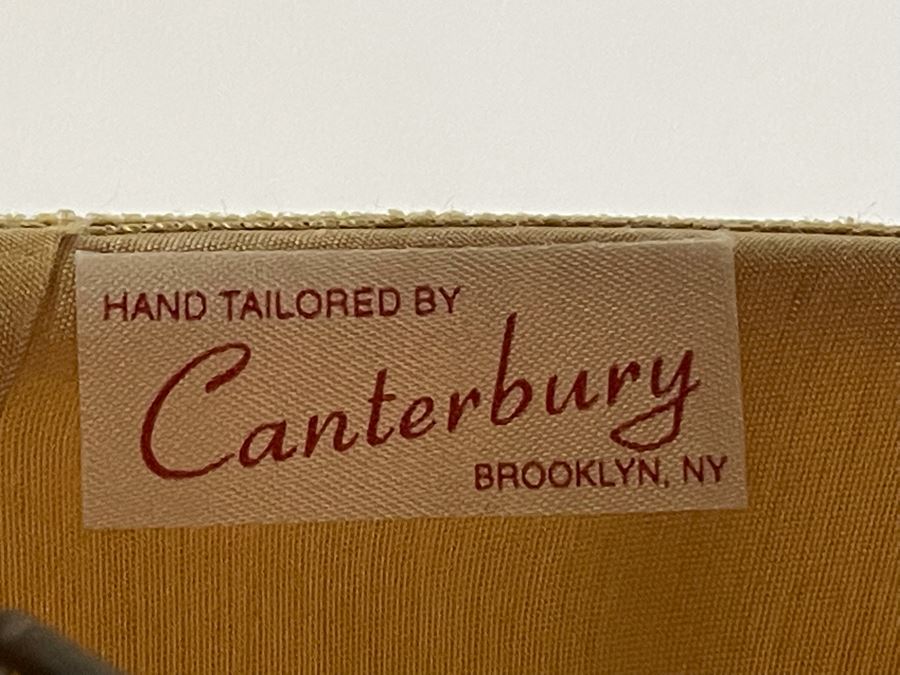 HAND TAILORED BY
Canterbury
BROOKLYN, NY